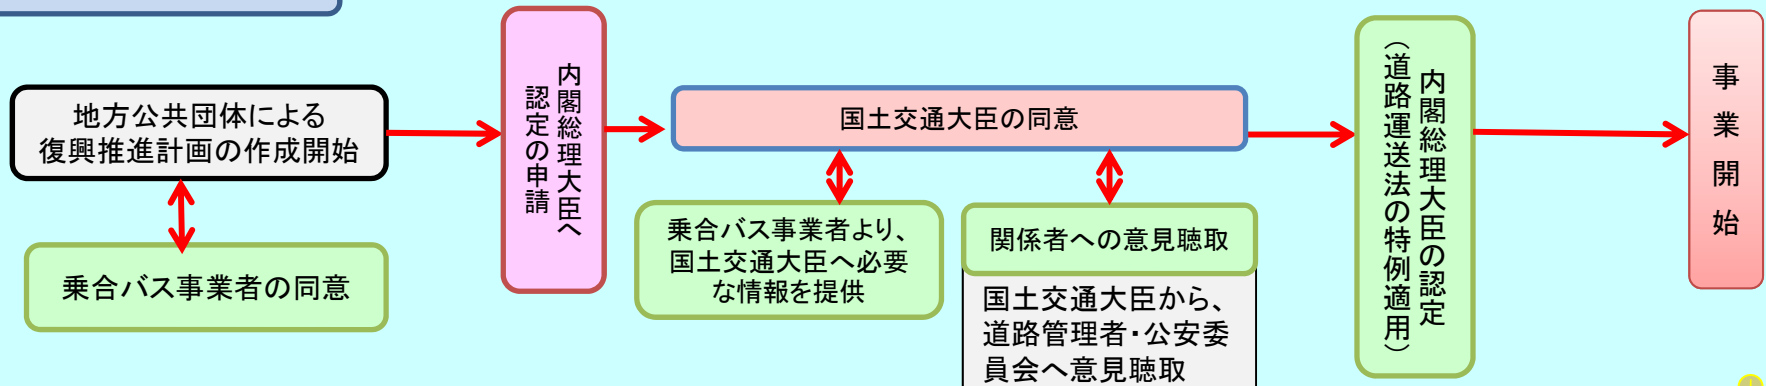 地方公共団体による
復興推進計画の作成開始
乗合バス事業者の同意
内閣総理大臣へ
認定の申請
国土交通大臣の同意
乗合バス事業者より、
国土交通大臣へ必要
な情報を提供
関係者への意見聴取
国土交通大臣から、
道路管理者・公安委
員会へ意見聴取
内閣総理大臣の認定
（道路運送法の特例適用）
事業開始